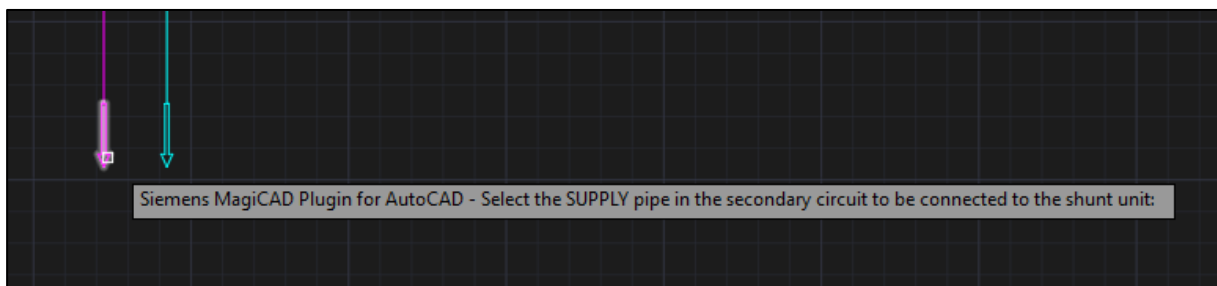 Siemens MagiCAD Plugin for AutoCAD - Select the SUPPLY pipe in the secondary circuit to be connected to the shunt unit: